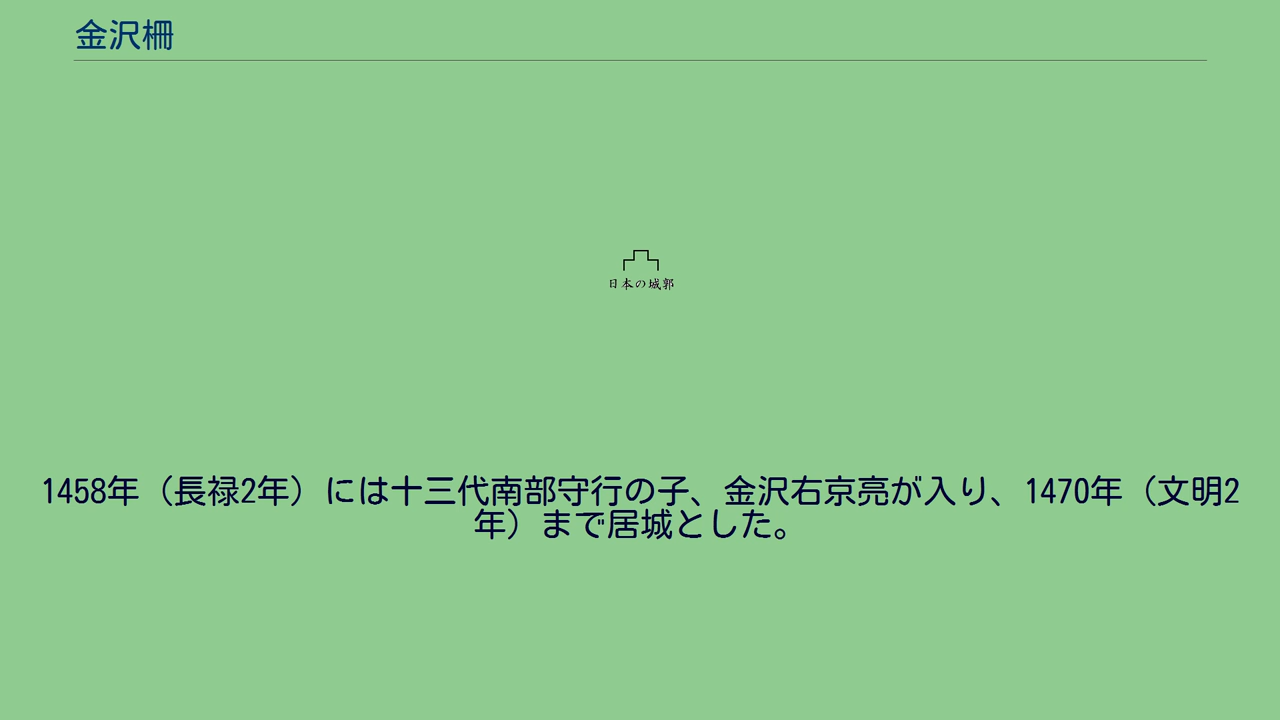 金沢柵
日本の城郭
1458年（長禄2年）には十三代南部守行の子、金沢右京亮が入り、1470年（文明2
年）まで居城とした。